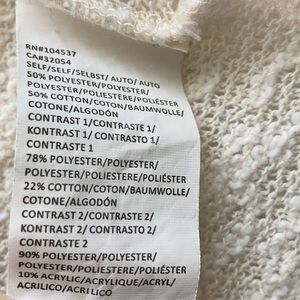 RN#104537
CA#32054
SELF/SELF/SELBST/ AUTO/ AUTO
50% POLYESTER/POLYESTER/
POLYESTER/POLIESTERE/POLIÉSTER
50% COTTON/COTON/BAUMWOLLE/
COTONE/ALGODÓN
CONTRAST 1/CONTRASTE 1/
KONTRAST 1/ CONTRASTO 1/
CONTRASTE 1
78% POLYESTER/POLYESTER/
POLYESTER/POLIESTERE/POLIÉSTER
22% COTTON/COTON/BAUMWOLLE/
COTONE/ALGODÓN
CONTRAST 2/CONTRASTE 2/
KONTRAST 2/ CONTRASTO 2/
CONTRASTE 2
90% POLYESTER/POLYESTER/
POLYESTER/POLIESTERE/POLIÉSTER
10% ACRYLIC/ACRYLIQUE/ACRYL/
ACRILICO/ACRÍLICO